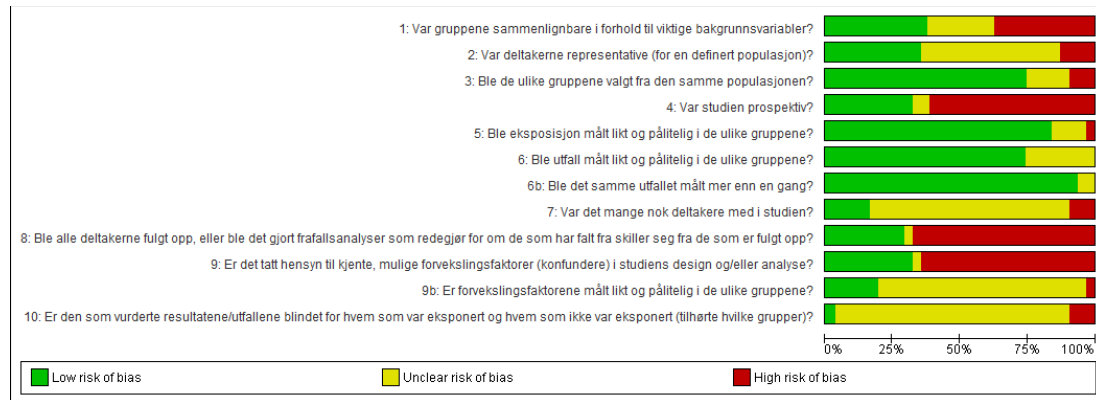 1: Var gruppene sammenlignbare i forhold til viktige bakgrunnsvariabler?
2: Var deltakerne representative (for en definert populasjon)?
3: Ble de ulike gruppene valgt fra den samme populasjonen?
4: Var studien prospektiv?
5: Ble eksposisjon målt likt og pålitelig i de ulike gruppene?
6: Ble utfall målt likt og pålitelig i de ulike gruppene?
6b: Ble det samme utfallet målt mer enn en gang?
7: Var det mange nok deltakere med i studien?
8: Ble alle deltakerne fulgt opp, eller ble det gjort frafallsanalyser som redegjør for om de som har falt fra skiller seg fra de som er fulgt opp?
9: Er det tatt hensyn til kjente, mulige forvekslingsfaktorer (konfundere) i studiens design og/eller analyse?
9b: Er forvekslingsfaktorene målt likt og pålitelig i de ulike gruppene?
10: Er den som vurderte resultatene/utfallene blindet for hvem som var eksponert og hvem som ikke var eksponert (tilhørte hvilke grupper)?
0% 25% 50% 75% 100%
Low risk of bias Unclear risk of bias High risk of bias